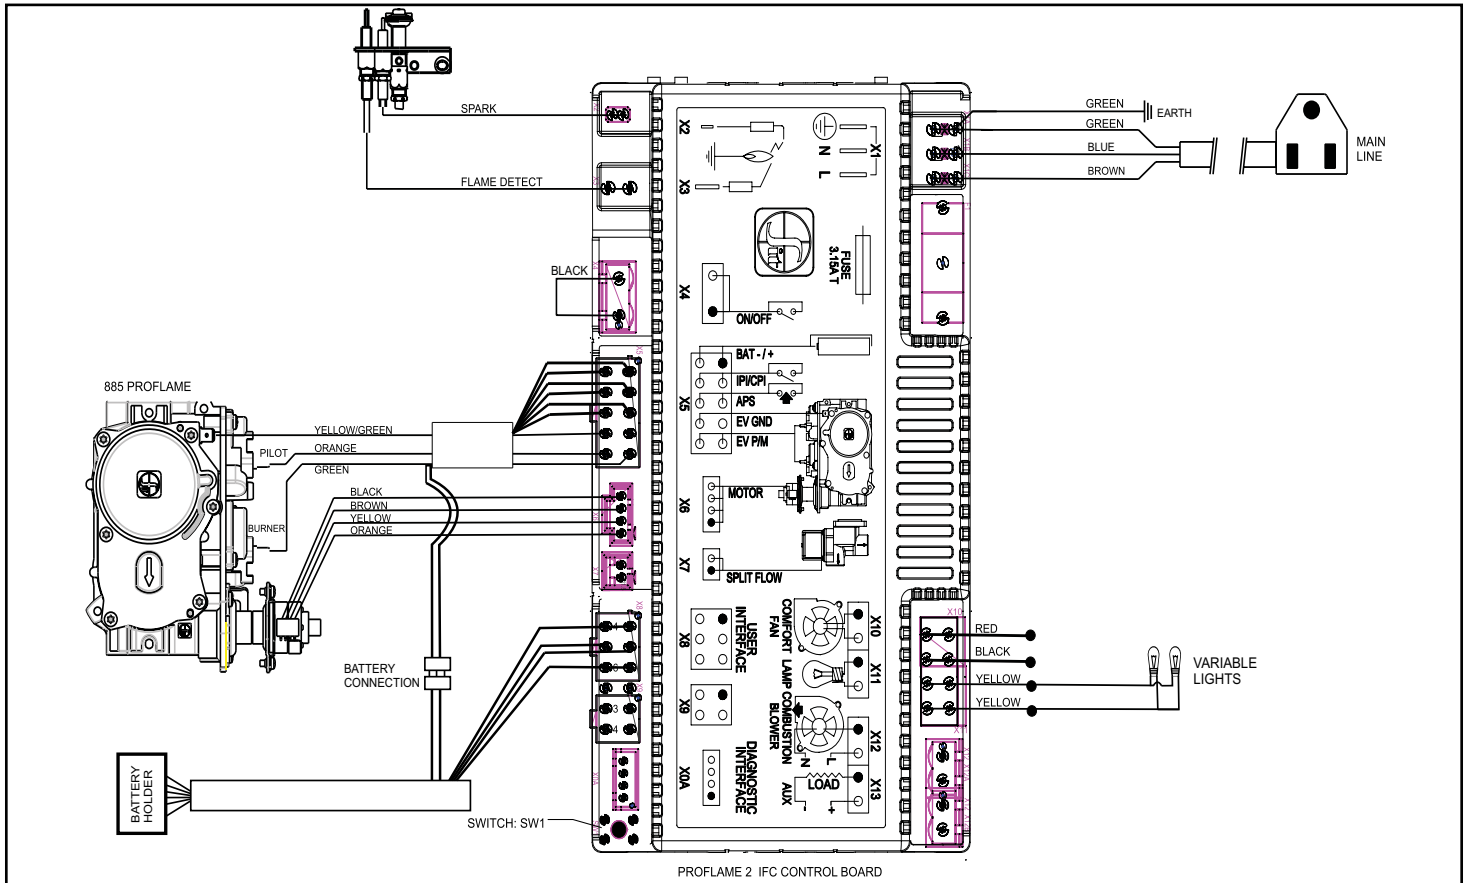 SPARK
FLAME DETECT
BLACK
885 PROFLAME
YELLOW/GREEN
PILOT
ORANGE
GREEN
BLACK
BROWN
YELLOW
ORANGE
BURNER
BATTERY
CONNECTION
BATTERY
HOLDER
SWITCH: SW1
X2
X3
X4
ON/OFF
BAT - / +
IPI/CPI
APS
EV GND
EV P/M
X5
MOTOR
X6
X7
SPLIT FLOW
USER
INTERFACE
X8
X9
DIAGNOSTIC
INTERFACE
X0A
X1
N
L
FUSE
3.15A T
COMFORT
FAN
X10
LAMP
X11
COMBUSTION
BLOWER
X12
N
L
LOAD
AUX
-
+
X13
GREEN
EARTH
GREEN
BLUE
BROWN
MAIN
LINE
X10
RED
BLACK
YELLOW
YELLOW
VARIABLE
LIGHTS
X5
X8
PROFLAME 2 IFC CONTROL BOARD